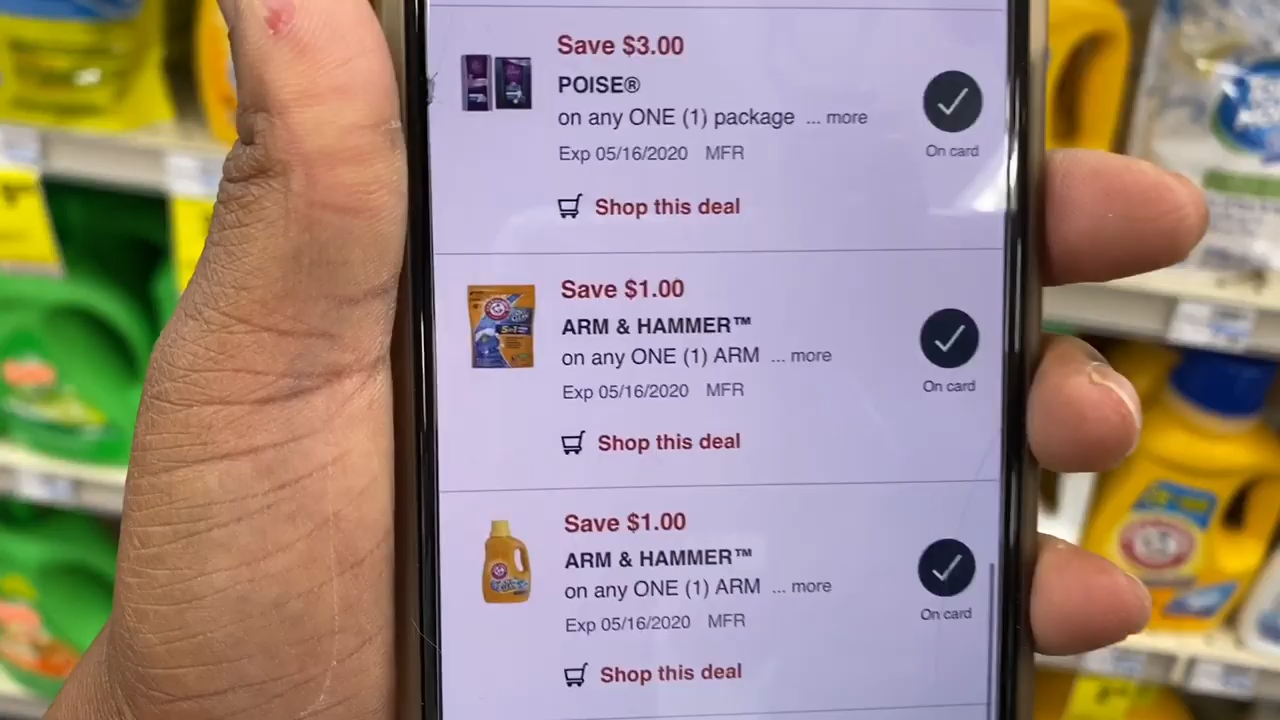 Save $3.00
POISE®
on any ONE (1) package ... more
Exp 05/16/2020 MFR
On card
Shop this deal
Save $1.00
ARM & HAMMER™
on any ONE (1) ARM ... more
Exp 05/16/2020 MFR
On card
Shop this deal
Save $1.00
ARM & HAMMER™
on any ONE (1) ARM ... more
Exp 05/16/2020 MFR
On card
Shop this deal